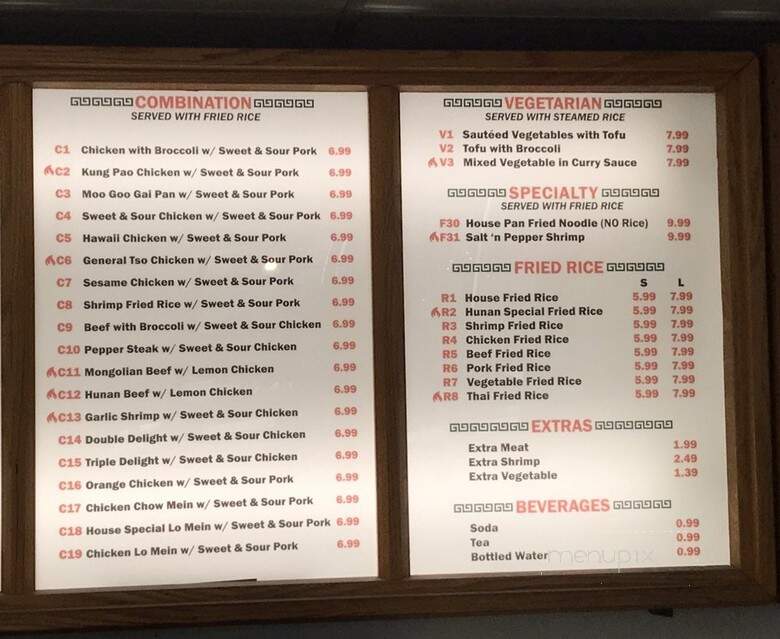 COMBINATION
SERVED WITH FRIED RICE
C1 Chicken with Broccoli w/ Sweet & Sour Pork 6.99
C2 Kung Pao Chicken w/ Sweet & Sour Pork 6.99
C3 Moo Goo Gai Pan w/ Sweet & Sour Pork 6.99
C4 Sweet & Sour Chicken w/ Sweet & Sour Pork 6.99
C5 Hawaii Chicken w/ Sweet & Sour Pork 6.99
C6 General Tso Chicken w/ Sweet & Sour Pork 6.99
C7 Sesame Chicken w/ Sweet & Sour Pork 6.99
C8 Shrimp Fried Rice w/ Sweet & Sour Pork 6.99
C9 Beef with Broccoli w/ Sweet & Sour Chicken 6.99
C10 Pepper Steak w/ Sweet & Sour Chicken 6.99
C11 Mongolian Beef w/ Lemon Chicken 6.99
C12 Hunan Beef w/ Lemon Chicken 6.99
C13 Garlic Shrimp w/ Sweet & Sour Chicken 6.99
C14 Double Delight w/ Sweet & Sour Chicken 6.99
C15 Triple Delight w/ Sweet & Sour Chicken 6.99
C16 Orange Chicken w/ Sweet & Sour Pork 6.99
C17 Chicken Chow Mein w/ Sweet & Sour Pork 6.99
C18 House Special Lo Mein w/ Sweet & Sour Pork 6.99
C19 Chicken Lo Mein w/ Sweet & Sour Pork 6.99
VEGETARIAN
SERVED WITH STEAMED RICE
V1 Sautéed Vegetables with Tofu 7.99
V2 Tofu with Broccoli 7.99
V3 Mixed Vegetable in Curry Sauce 7.99
SPECIALTY
SERVED WITH FRIED RICE
F30 House Pan Fried Noodle (NO Rice) 9.99
F31 Salt 'n Pepper Shrimp 9.99
FRIED RICE
S L
R1 House Fried Rice 5.99 7.99
R2 Hunan Special Fried Rice 5.99 7.99
R3 Shrimp Fried Rice 5.99 7.99
R4 Chicken Fried Rice 5.99 7.99
R5 Beef Fried Rice 5.99 7.99
R6 Pork Fried Rice 5.99 7.99
R7 Vegetable Fried Rice 5.99 7.99
R8 Thai Fried Rice 5.99 7.99
EXTRAS
Extra Meat 1.99
Extra Shrimp 2.49
Extra Vegetable 1.39
BEVERAGES
Soda 0.99
Tea 0.99
Bottled Water 0.99
menupix